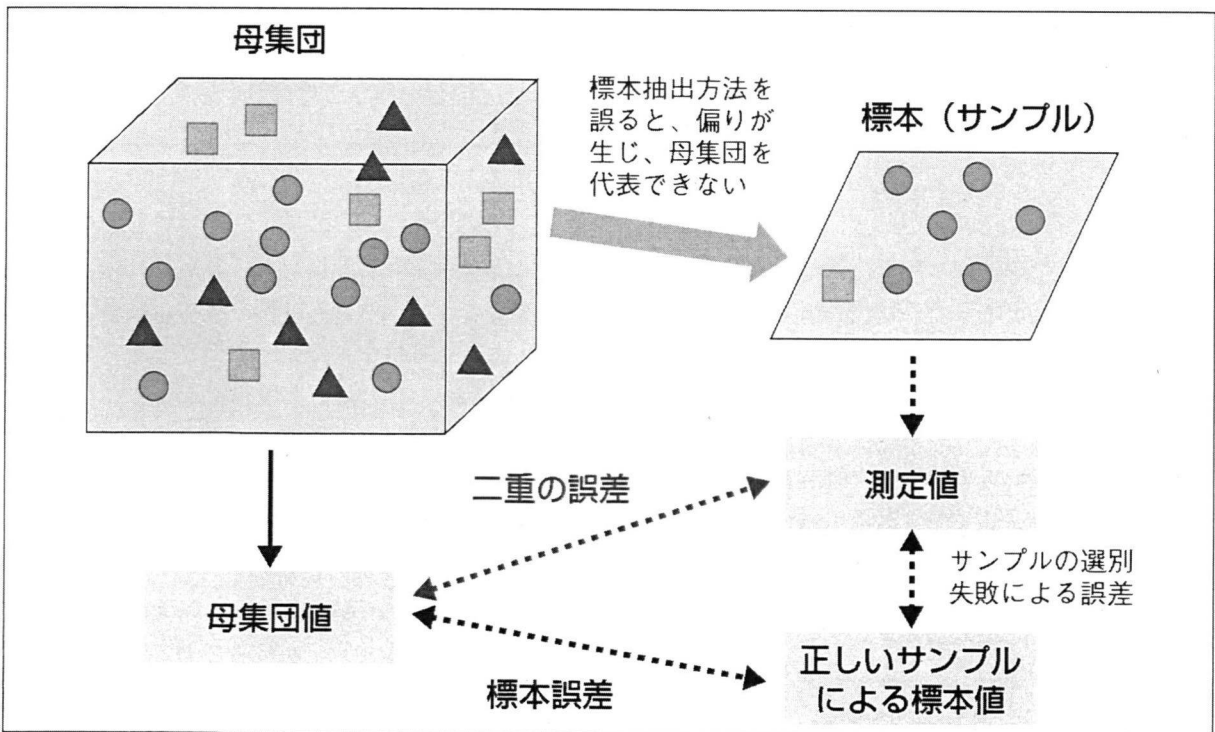 母集団
標本抽出方法を
誤ると、偏りが
生じ、母集団を
代表できない
標本（サンプル）
二重の誤差
測定値
サンプルの選別
失敗による誤差
母集団値
標本誤差
正しいサンプル
による標本値